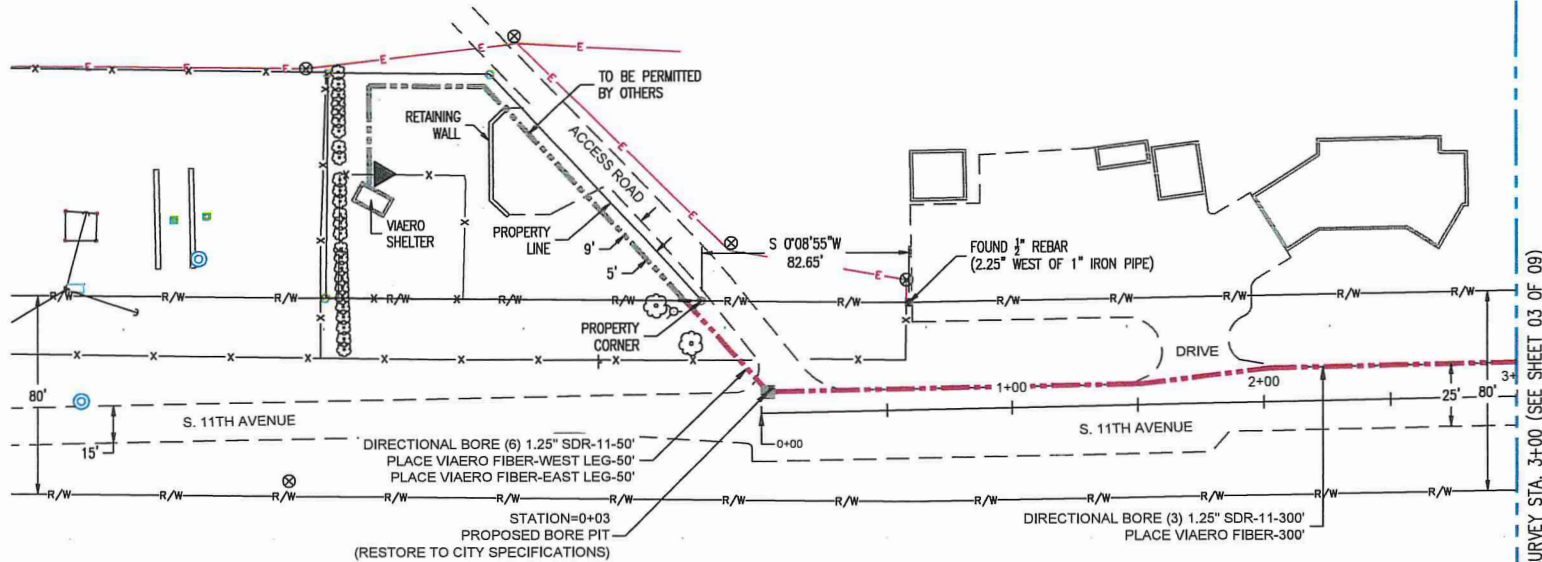 X E E E X X X E E
TO BE PERMITTED
BY OTHERS
RETAINING
WALL
ACCESS ROAD
E
VIAERO
SHELTER
PROPERTY
LINE
9'
5'
S 0°08'55"W
82.65'
E
FOUND ½" REBAR
(2.25" WEST OF 1" IRON PIPE)
R/W R/W R/W X R/W R/W R/W R/W R/W R/W R/W R/W R/W
PROPERTY
CORNER
X X X X X X X
DRIVE
80'
S. 11TH AVENUE
15'
1+00
2+00
3+
25'
80'
0+00
S. 11TH AVENUE
DIRECTIONAL BORE (6) 1.25" SDR-11-50'
PLACE VIAERO FIBER-WEST LEG-50'
PLACE VIAERO FIBER-EAST LEG-50'
R/W R/W R/W R/W R/W R/W R/W R/W R/W R/W R/W R/W R/W
STATION=0+03
PROPOSED BORE PIT
(RESTORE TO CITY SPECIFICATIONS)
DIRECTIONAL BORE (3) 1.25" SDR-11-300'
PLACE VIAERO FIBER-300'
URVEY STA. 3+00 (SEE SHEET 03 OF 09)